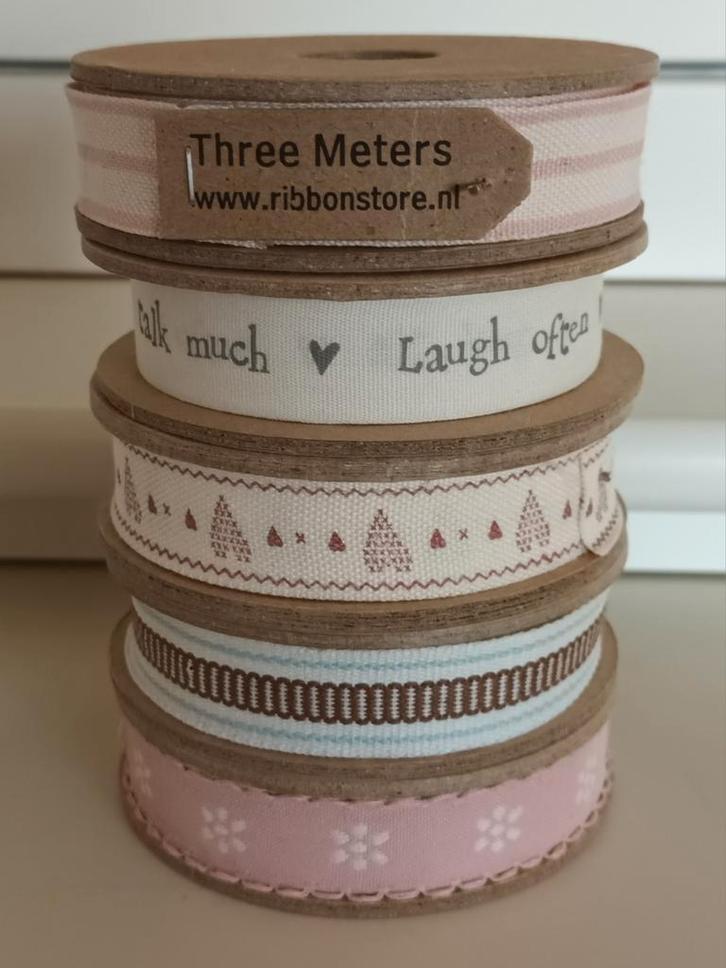 Three Meters
www.ribbonstore.nl
talk much ♥ Laugh often